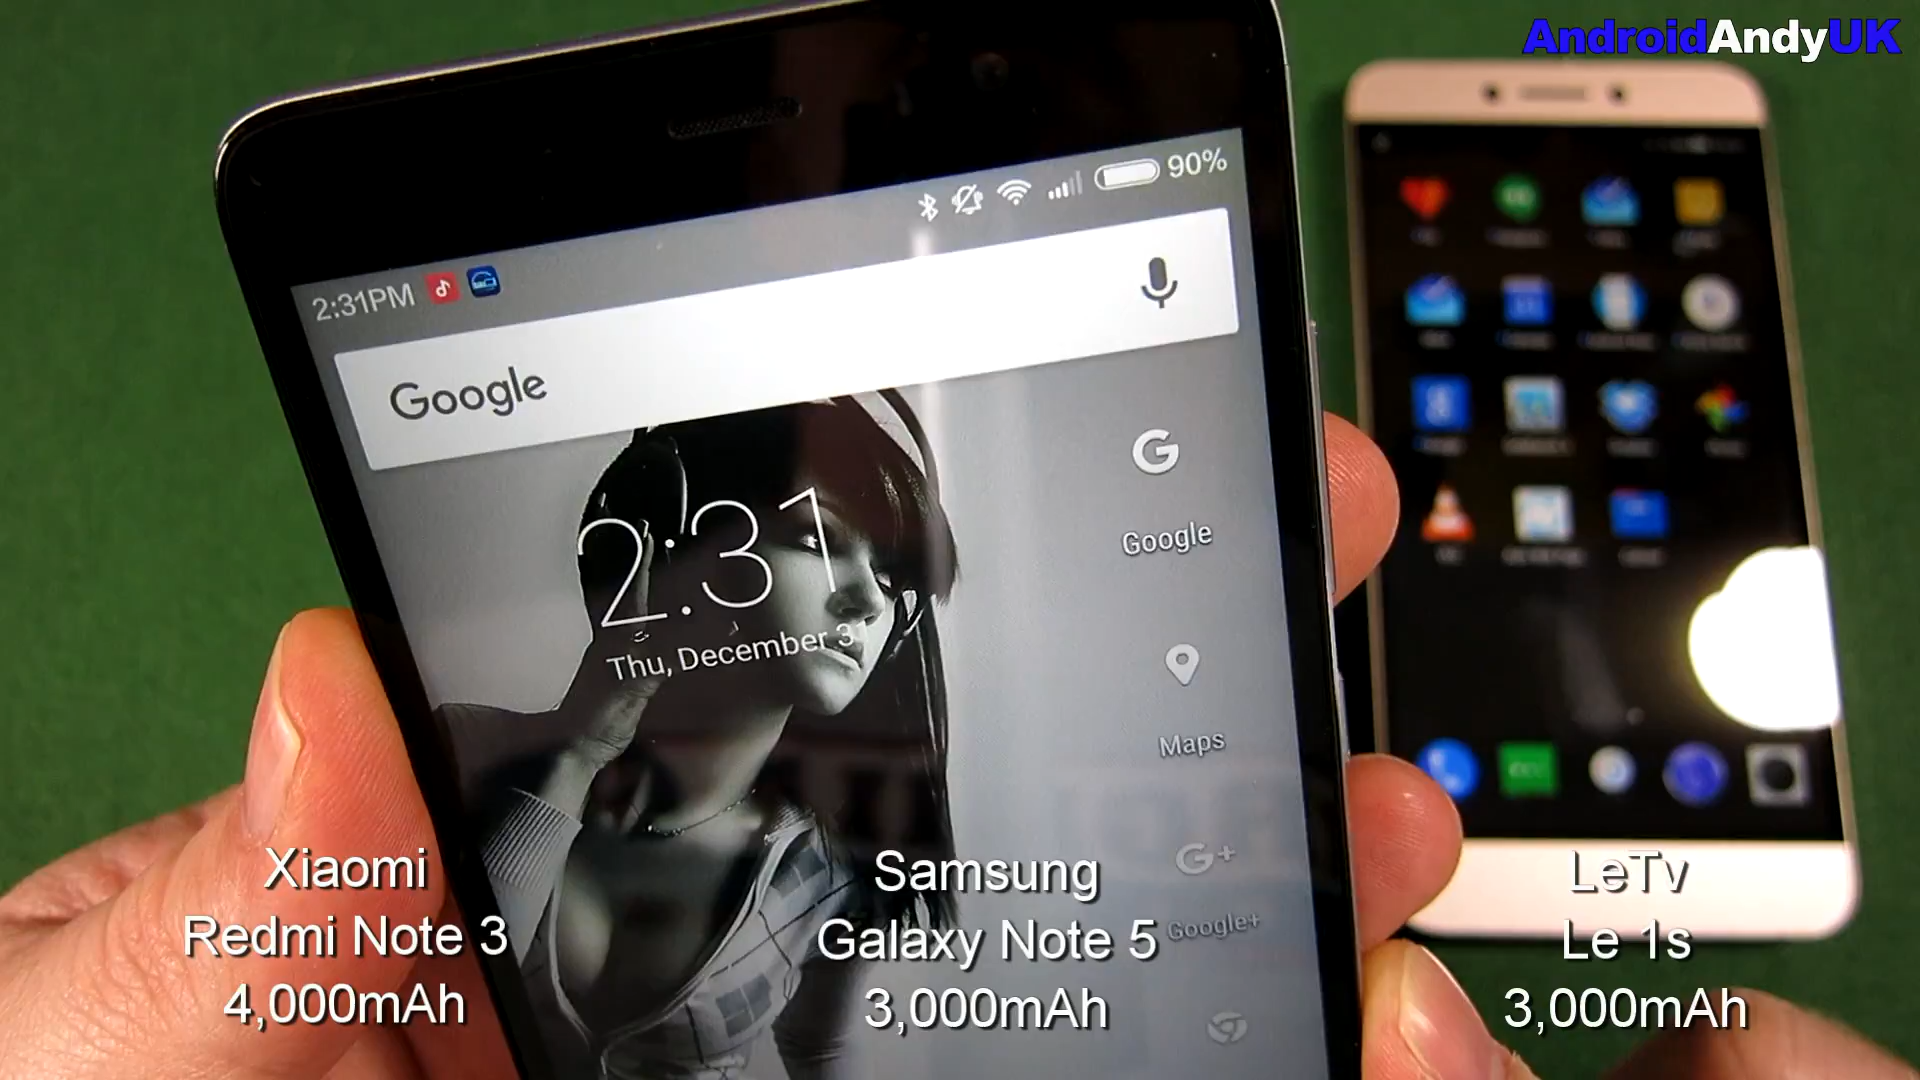 AndroidAndyUK
90%
2:31PM
Google
2:31
Thu, December 31
Google
Maps
G+
Google+
Xiaomi
Redmi Note 3
4,000mAh
Samsung
Galaxy Note 5
3,000mAh
LeTv
Le 1s
3,000mAh